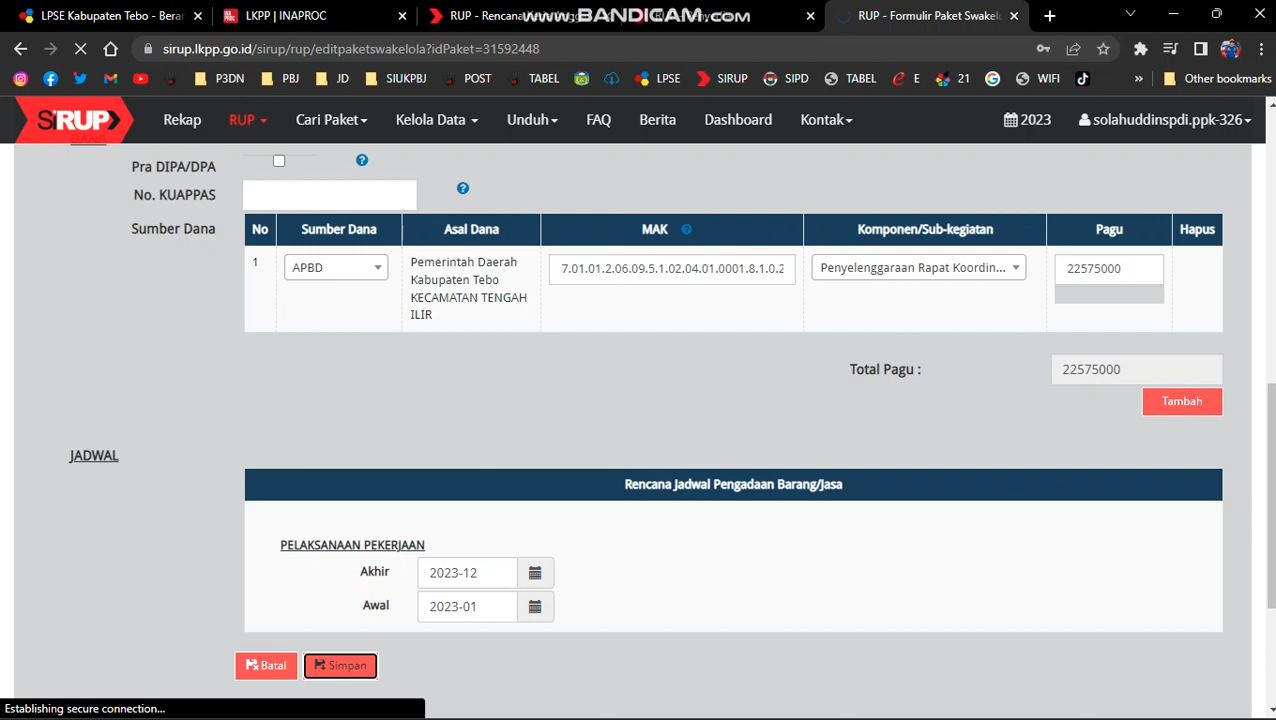 LPSE Kabupaten Tebo - Beran
LKPP | INAPROC
RUP - Rencana
www.BANDICAM.com
RUP - Formulir Paket Swakel
sirup.lkpp.go.id/sirup/rup/editpaketswakelola?idPaket=31592448
P3DN PBJ JD SIUKPBJ POST TABEL LPSE SIRUP SIPD TABEL E 21 WIFI » Other bookmarks
SiRUP Rekap RUP Cari Paket Kelola Data Unduh FAQ Berita Dashboard Kontak 2023 solahuddinspdi.ppk-326
DANA
Pra DIPA/DPA ?
No. KUAPPAS ?
Sumber Dana
No Sumber Dana Asal Dana MAK ? Komponen/Sub-kegiatan Pagu Hapus
1 APBD Pemerintah Daerah 7.01.01.2.06.09.5.1.02.04.01.0001.8.1.0.2 Penyelenggaraan Rapat Koordin... 22575000
Kabupaten Tebo
KECAMATAN TENGAH
ILIR
Total Pagu : 22575000
Tambah
JADWAL
Rencana Jadwal Pengadaan Barang/Jasa
PELAKSANAAN PEKERJAAN
Akhir 2023-12
Awal 2023-01
Batal Simpan
Establishing secure connection...